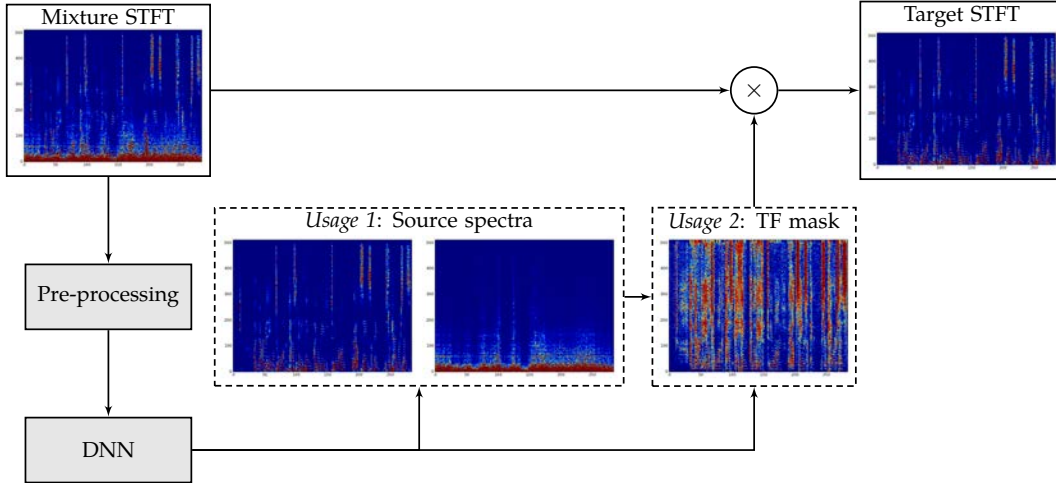 Mixture STFT
Target STFT
×
Usage 1: Source spectra
Usage 2: TF mask
Pre-processing
DNN